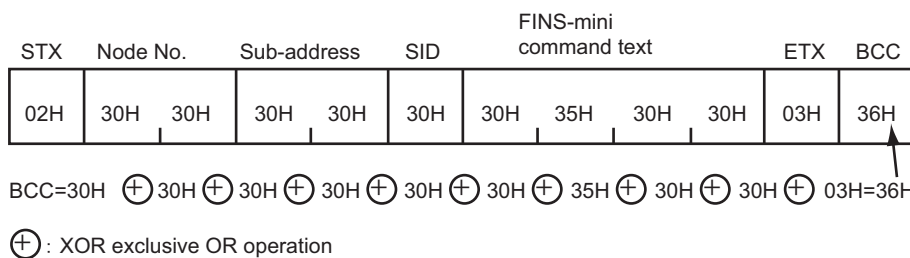 FINS-mini
STX Node No. Sub-address SID command text ETX BCC
02H 30H 30H 30H 30H 30H 30H 35H 30H 30H 03H 36H
BCC=30H ⊕ 30H ⊕ 30H ⊕ 30H ⊕ 30H ⊕ 30H ⊕ 35H ⊕ 30H ⊕ 30H ⊕ 03H=36H
⊕ : XOR exclusive OR operation